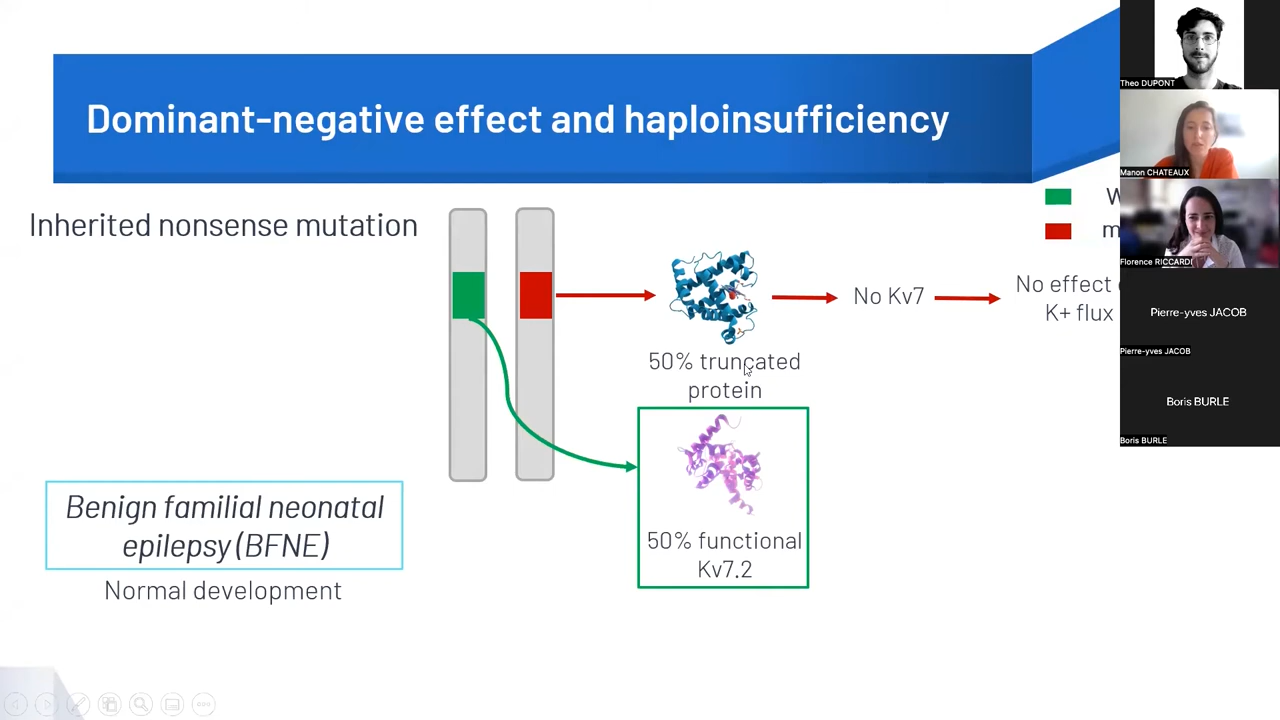 Dominant-negative effect and haploinsufficiency
Inherited nonsense mutation
50% truncated
protein
No Kv7
No effect
K+ flux
50% functional
Kv7.2
Benign familial neonatal
epilepsy (BFNE)
Normal development
Theo DUPONT
Manon CHATEAUX
Florence RICCARDI
Pierre-yves JACOB
Pierre-yves JACOB
Boris BURLE
Boris BURLE